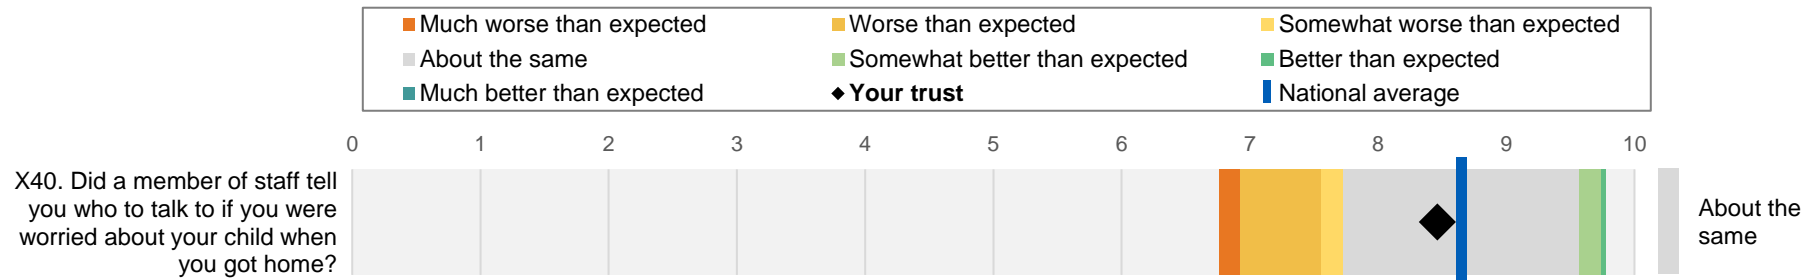 Much worse than expected
Worse than expected
Somewhat worse than expected
About the same
Somewhat better than expected
Better than expected
Much better than expected
Your trust
National average
0 1 2 3 4 5 6 7 8 9 10
X40. Did a member of staff tell
you who to talk to if you were
worried about your child when
you got home?
About the
same